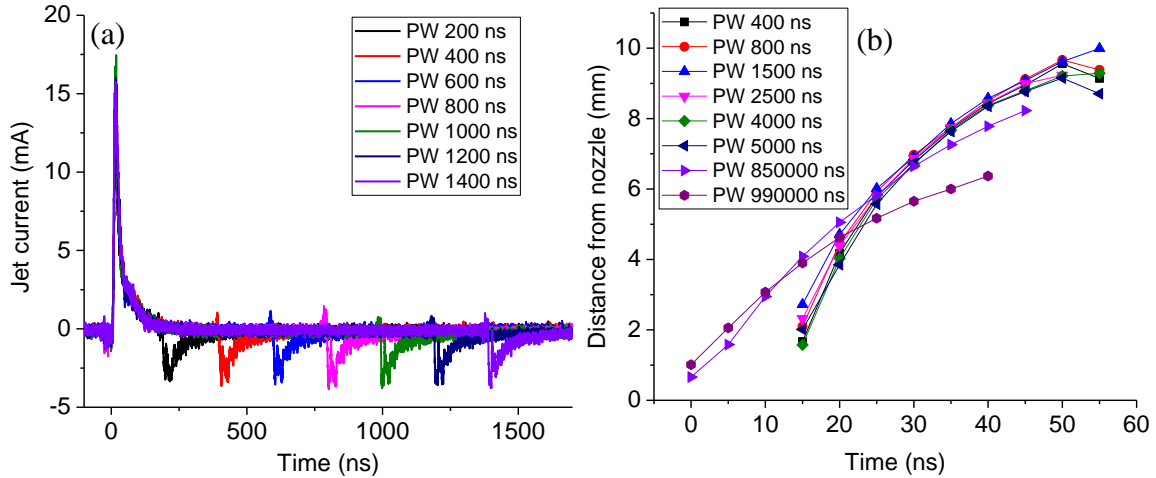 (a)
PW 200 ns
PW 400 ns
PW 600 ns
PW 800 ns
PW 1000 ns
PW 1200 ns
PW 1400 ns
20
15
10
5
0
-5
Jet current (mA)
0
500
1000
1500
Time (ns)
(b)
PW 400 ns
PW 800 ns
PW 1500 ns
PW 2500 ns
PW 4000 ns
PW 5000 ns
PW 850000 ns
PW 990000 ns
10
8
6
4
2
0
Distance from nozzle (mm)
0
10
20
30
40
50
60
Time (ns)